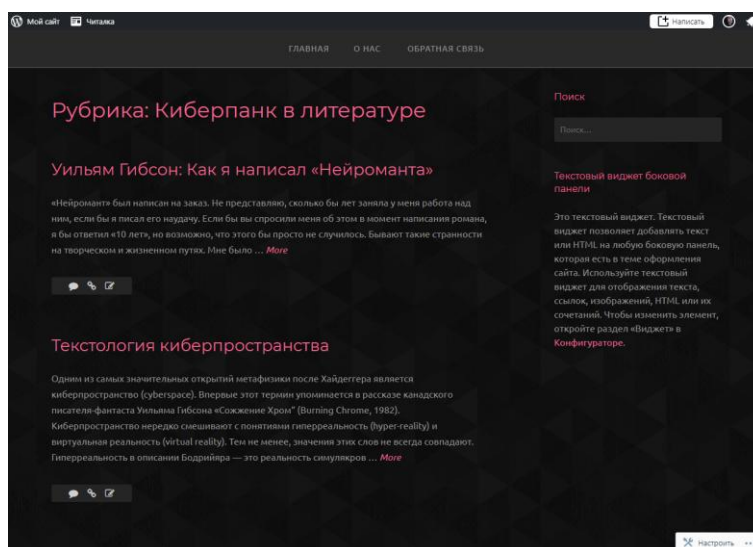 Мой сайт
Читалка
Написать
ГЛАВНАЯ
О НАС
ОБРАТНАЯ СВЯЗЬ
Рубрика: Киберпанк в литературе
Уильям Гибсон: Как я написал «Нейроманта»
«Нейромант» был написан на заказ. Не представляю, сколько бы лет заняла у меня работа над
ним, если бы я писал его наудачу. Если бы вы спросили меня об этом в момент написания романа,
я бы ответил «10 лет», но возможно, что этого бы просто не случилось. Бывают такие странности
на творческом и жизненном путях. Мне было … More
Текстология киберпространства
Одним из самых значительных открытий метафизики после Хайдеггера является
киберпространство (cyberspace). Впервые этот термин упоминается в рассказе канадского
писателя-фантаста Уильяма Гибсона «Сожжение Хром" (Burning Chrome, 1982).
Киберпространство нередко смешивают с понятиями гиперреальность (hyper-reality) и
виртуальная реальность (virtual reality). Тем не менее, значения этих слов не всегда совпадают.
Гиперреальность в описании Бодрийяра — это реальность симулякров … More
Поиск
Поиск…
Текстовый виджет боковой
панели
Это текстовый виджет. Текстовый
виджет позволяет добавлять текст
или HTML на любую боковую панель,
которая есть в теме оформления
сайта. Используйте текстовый
виджет для отображения текста,
ссылок, изображений, HTML или их
сочетаний. Чтобы изменить элемент,
откройте раздел «Виджет» в
Конфигураторе.
Настроить